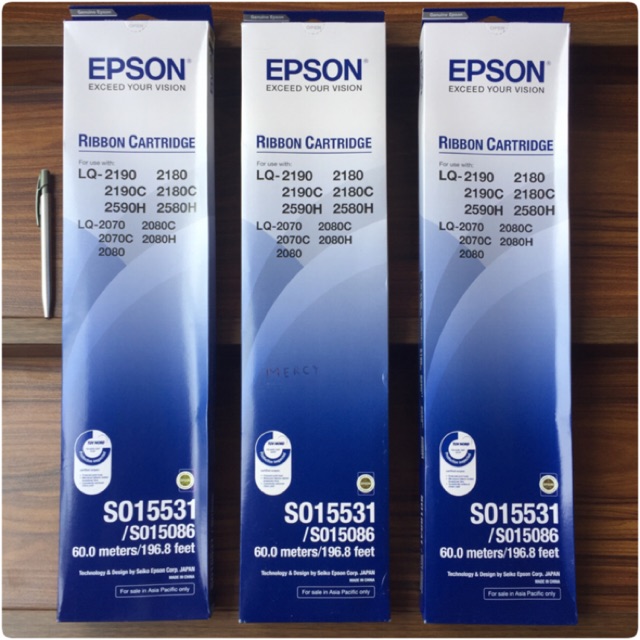 Genuine Epson
EPSON
EXCEED YOUR VISION
RIBBON CARTRIDGE
For use with:
LQ-2190 2180
2190C 2180C
2590H 2580H
LQ-2070 2080C
2070C 2080H
2080
S015531
/S015086
60.0 meters/196.8 feet
Technology & Design by Seiko Epson Corp. JAPAN
MADE IN CHINA
For sale in Asia Pacific only
Genuine Epson
EPSON
EXCEED YOUR VISION
RIBBON CARTRIDGE
For use with:
LQ-2190 2180
2190C 2180C
2590H 2580H
LQ-2070 2080C
2070C 2080H
2080
MERCY
S015531
/S015086
60.0 meters/196.8 feet
Technology & Design by Seiko Epson Corp. JAPAN
MADE IN CHINA
For sale in Asia Pacific only
Genuine Epson
EPSON
EXCEED YOUR VISION
RIBBON CARTRIDGE
For use with:
LQ-2190 2180
2190C 2180C
2590H 2580H
LQ-2070 2080C
2070C 2080H
2080
S015531
/S015086
60.0 meters/196.8 feet
Technology & Design by Seiko Epson Corp. JAPAN
MADE IN CHINA
For sale in Asia Pacific only